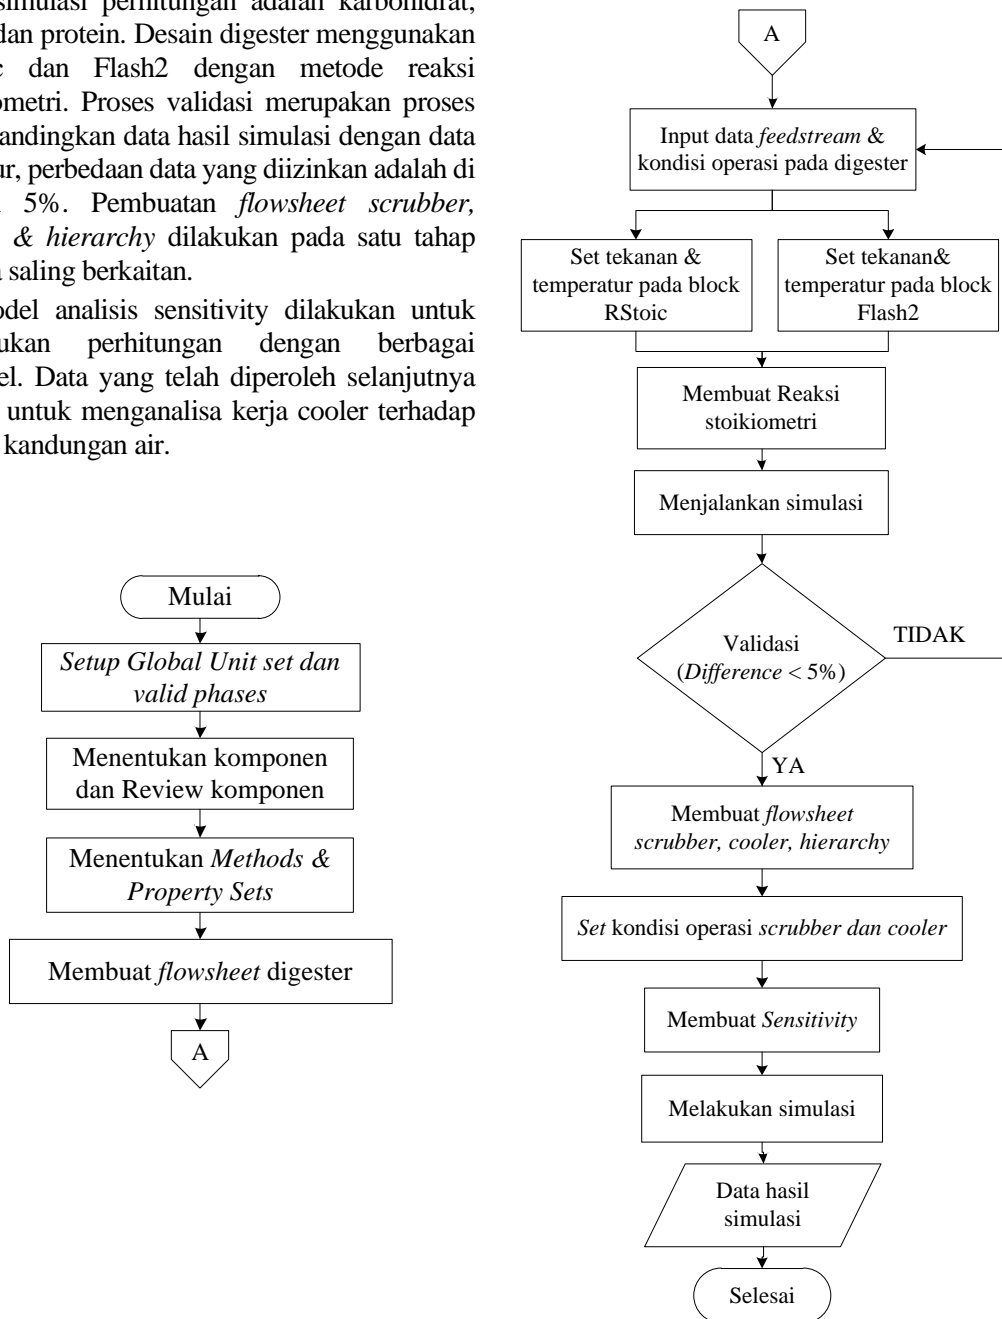 simulasi perhitungan adalah karbohidrat,
dan protein. Desain digester menggunakan
dan Flash2 dengan metode reaksi
Proses validasi merupakan proses
data hasil simulasi dengan data
perbedaan data yang diizinkan adalah di
5%. Pembuatan flowsheet scrubber,
& hierarchy dilakukan pada satu tahap
saling berkaitan.
analisis sensitivity dilakukan untuk
perhitungan dengan berbagai
Data yang telah diperoleh selanjutnya
untuk menganalisa kerja cooler terhadap
kandungan air.
Mulai
Setup Global Unit set dan
valid phases
Menentukan komponen
dan Review komponen
Menentukan Methods &
Property Sets
Membuat flowsheet digester
A
A
Input data feedstream &
kondisi operasi pada digester
Set tekanan &
temperatur pada block
RStoic
Set tekanan&
temperatur pada block
Flash2
Membuat Reaksi
stoikiometri
Menjalankan simulasi
Validasi
(Difference < 5%)
TIDAK
YA
Membuat flowsheet
scrubber, cooler, hierarchy
Set kondisi operasi scrubber dan cooler
Membuat Sensitivity
Melakukan simulasi
Data hasil
simulasi
Selesai